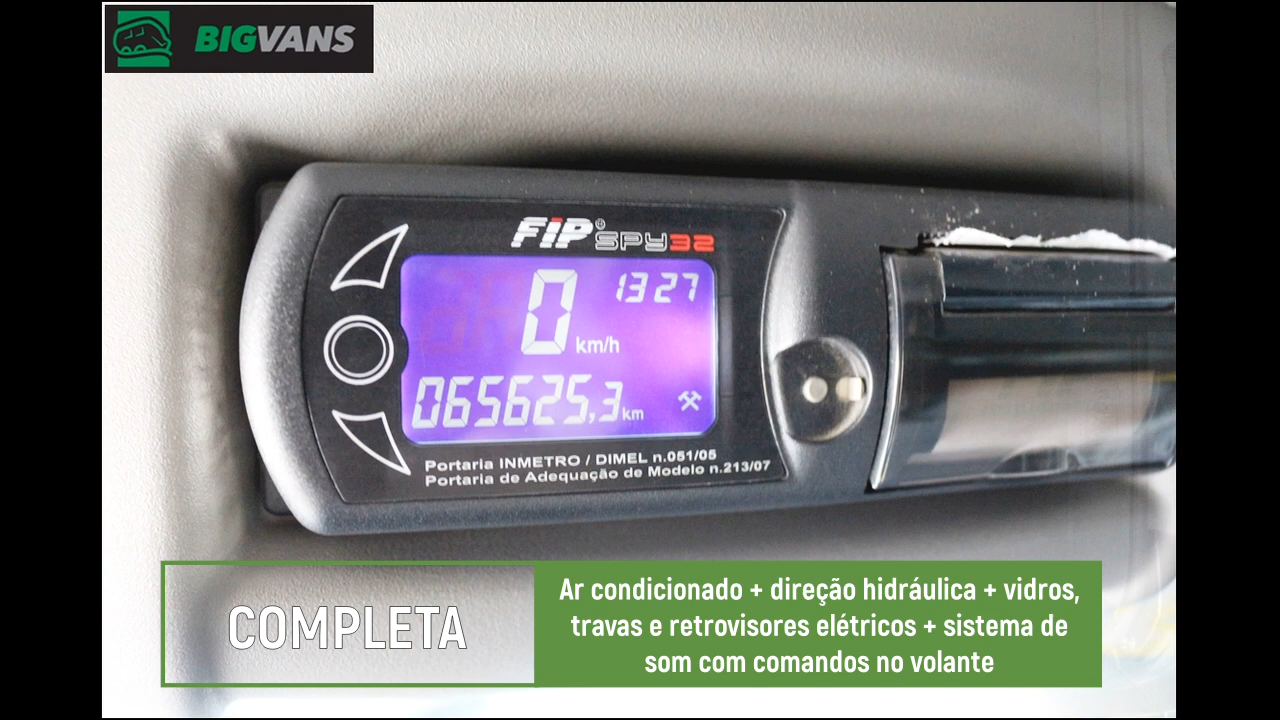 BIGVANS
FIP® SPY32
13 27
0 km/h
065625,3 km
Portaria INMETRO / DIMEL n.051/05
Portaria de Adequação de Modelo n.213/07
COMPLETA
Ar condicionado + direção hidráulica + vidros,
travas e retrovisores elétricos + sistema de
som com comandos no volante